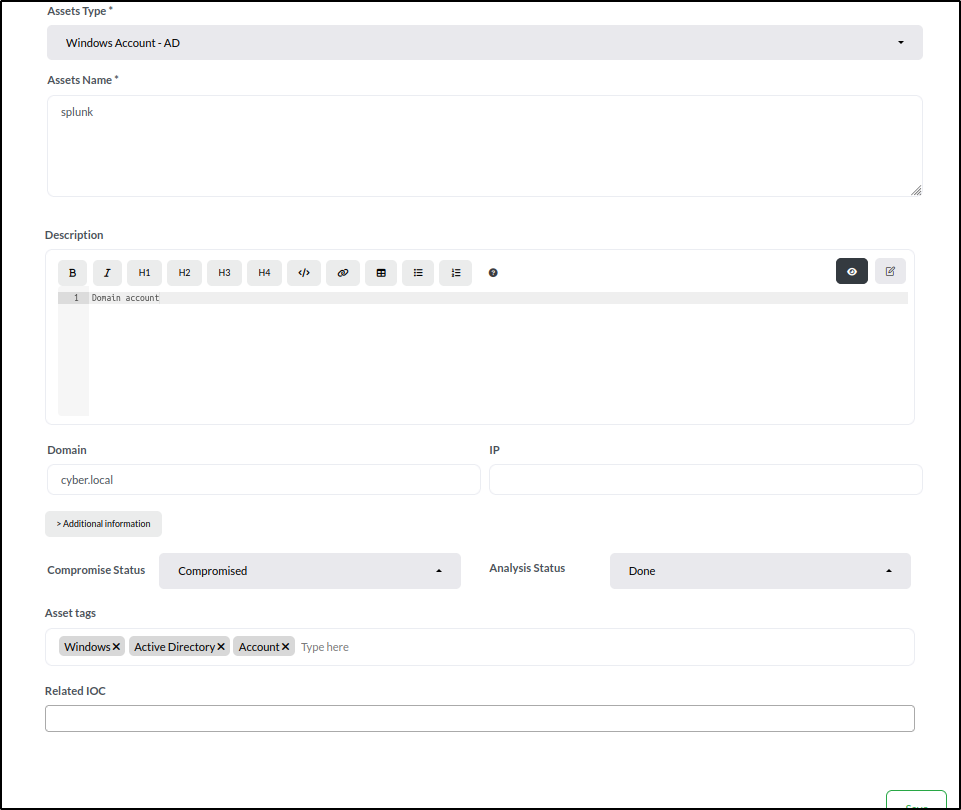 Assets Type *
Windows Account - AD
Assets Name *
splunk
Description
B I H1 H2 H3 H4 </>
1 Domain account
Domain IP
cyber.local
> Additional information
Compromise Status Compromised Analysis Status Done
Asset tags
Windows× Active Directory× Account× Type here
Related IOC
Save